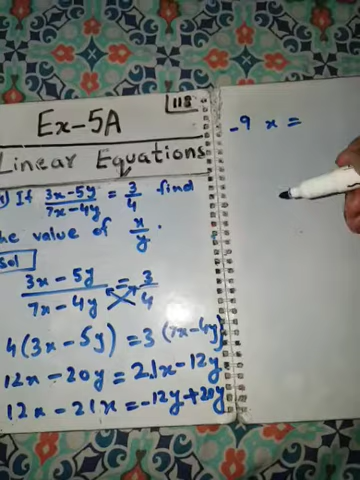 118
Ex-5A
Linear Equations
1) If 3x-5y/7x-4y = 3/4 find
the value of x/y.
Sol
3x-5y/7x-4y = 3/4
4(3x-5y) = 3(7x-4y)
12x-20y = 21x-12y
12x-21x = -12y+20y
-9 x =